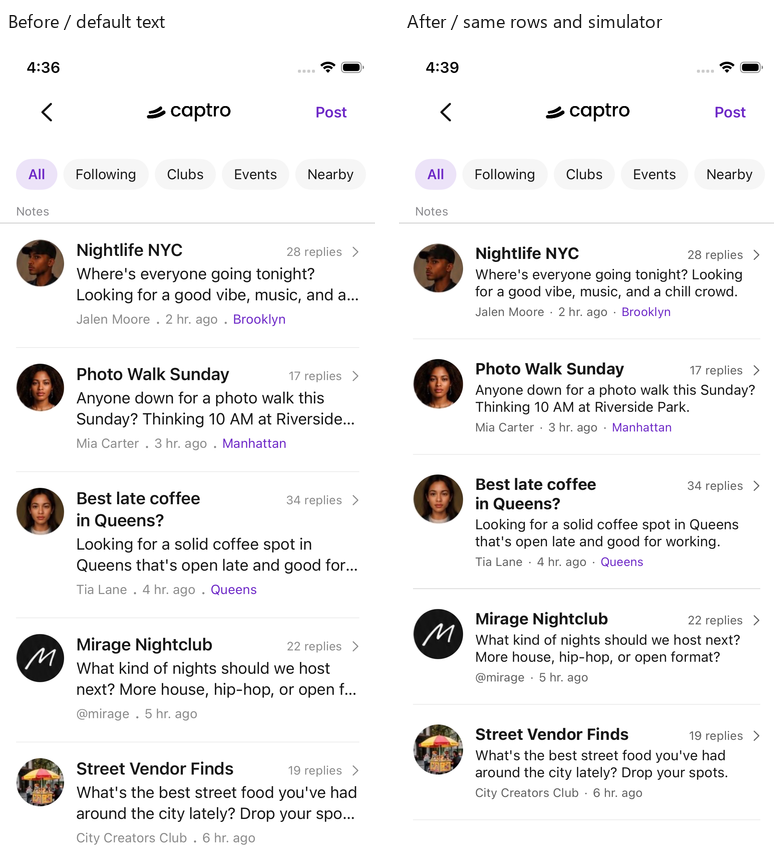 Before / default text
4:36
captro
Post
All
Following
Clubs
Events
Nearby
Notes
Nightlife NYC
28 replies
Where's everyone going tonight?
Looking for a good vibe, music, and a...
Jalen Moore . 2 hr. ago . Brooklyn
Photo Walk Sunday
17 replies
Anyone down for a photo walk this
Sunday? Thinking 10 AM at Riverside...
Mia Carter . 3 hr. ago . Manhattan
Best late coffee
in Queens?
34 replies
Looking for a solid coffee spot in
Queens that's open late and good for...
Tia Lane . 4 hr. ago . Queens
Mirage Nightclub
22 replies
What kind of nights should we host
next? More house, hip-hop, or open f...
@mirage . 5 hr. ago
Street Vendor Finds
19 replies
What's the best street food you've had
around the city lately? Drop your spo...
City Creators Club . 6 hr. ago
After / same rows and simulator
4:39
captro
Post
All
Following
Clubs
Events
Nearby
Notes
Nightlife NYC
28 replies
Where's everyone going tonight? Looking
for a good vibe, music, and a chill crowd.
Jalen Moore · 2 hr. ago · Brooklyn
Photo Walk Sunday
17 replies
Anyone down for a photo walk this Sunday?
Thinking 10 AM at Riverside Park.
Mia Carter · 3 hr. ago · Manhattan
Best late coffee
in Queens?
34 replies
Looking for a solid coffee spot in Queens
that's open late and good for working.
Tia Lane · 4 hr. ago · Queens
Mirage Nightclub
22 replies
What kind of nights should we host next?
More house, hip-hop, or open format?
@mirage · 5 hr. ago
Street Vendor Finds
19 replies
What's the best street food you've had
around the city lately? Drop your spots.
City Creators Club · 6 hr. ago